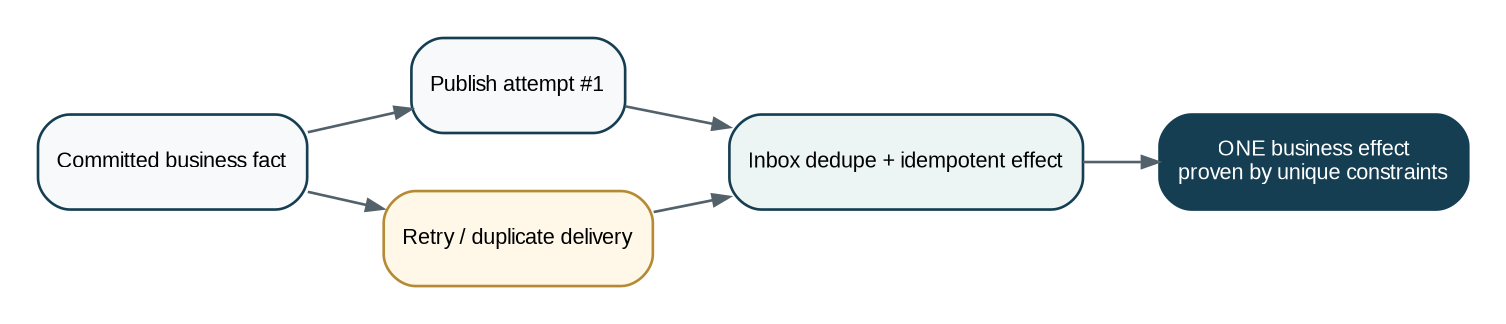 Committed business fact
Publish attempt #1
Retry / duplicate delivery
Inbox dedupe + idempotent effect
ONE business effect
proven by unique constraints